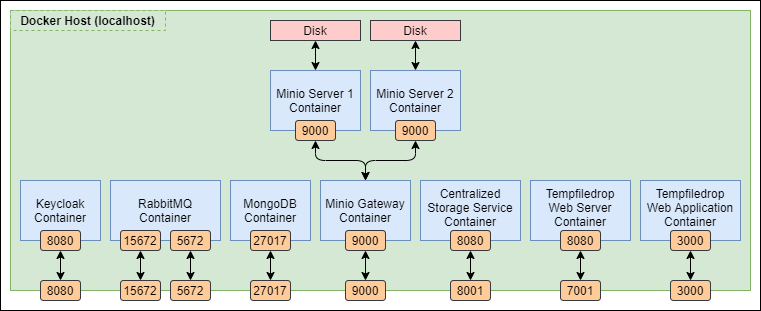 Docker Host (localhost)
Disk
Disk
Minio Server 1
Container
9000
Minio Server 2
Container
9000
Keycloak
Container
8080
RabbitMQ
Container
15672
5672
MongoDB
Container
27017
Minio Gateway
Container
9000
Centralized
Storage Service
Container
8080
Tempfiledrop
Web Server
Container
8080
Tempfiledrop
Web Application
Container
3000
8080
15672
5672
27017
9000
8001
7001
3000